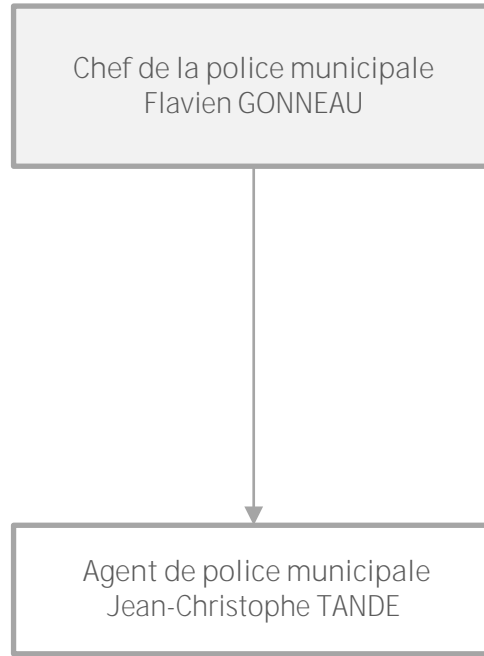 Chef de la police municipale
Flavien GONNEAU
Agent de police municipale
Jean-Christophe TANDE